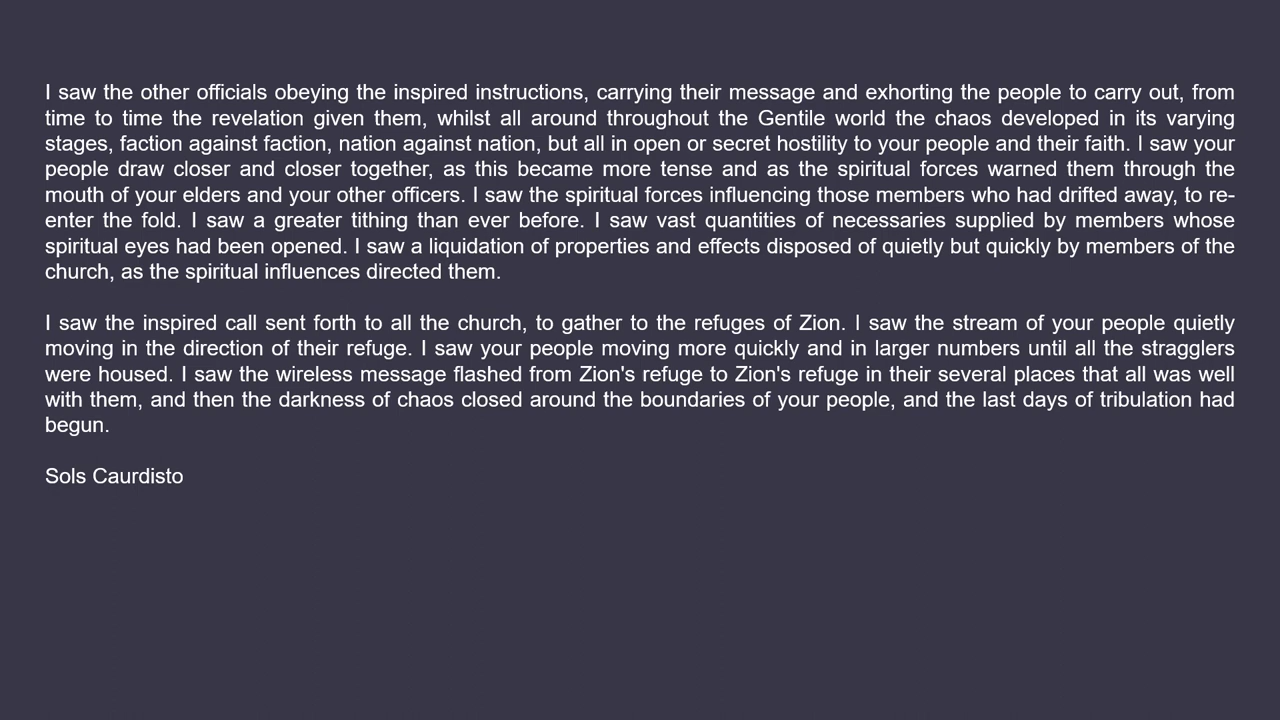 I saw the other officials obeying the inspired instructions, carrying their message and exhorting the people to carry out, from
time to time the revelation given them, whilst all around throughout the Gentile world the chaos developed in its varying
stages, faction against faction, nation against nation, but all in open or secret hostility to your people and their faith. I saw your
people draw closer and closer together, as this became more tense and as the spiritual forces warned them through the
mouth of your elders and your other officers. I saw the spiritual forces influencing those members who had drifted away, to re-
enter the fold. I saw a greater tithing than ever before. I saw vast quantities of necessaries supplied by members whose
spiritual eyes had been opened. I saw a liquidation of properties and effects disposed of quietly but quickly by members of the
church, as the spiritual influences directed them.
I saw the inspired call sent forth to all the church, to gather to the refuges of Zion. I saw the stream of your people quietly
moving in the direction of their refuge. I saw your people moving more quickly and in larger numbers until all the stragglers
were housed. I saw the wireless message flashed from Zion's refuge to Zion's refuge in their several places that all was well
with them, and then the darkness of chaos closed around the boundaries of your people, and the last days of tribulation had
begun.
Sols Caurdisto